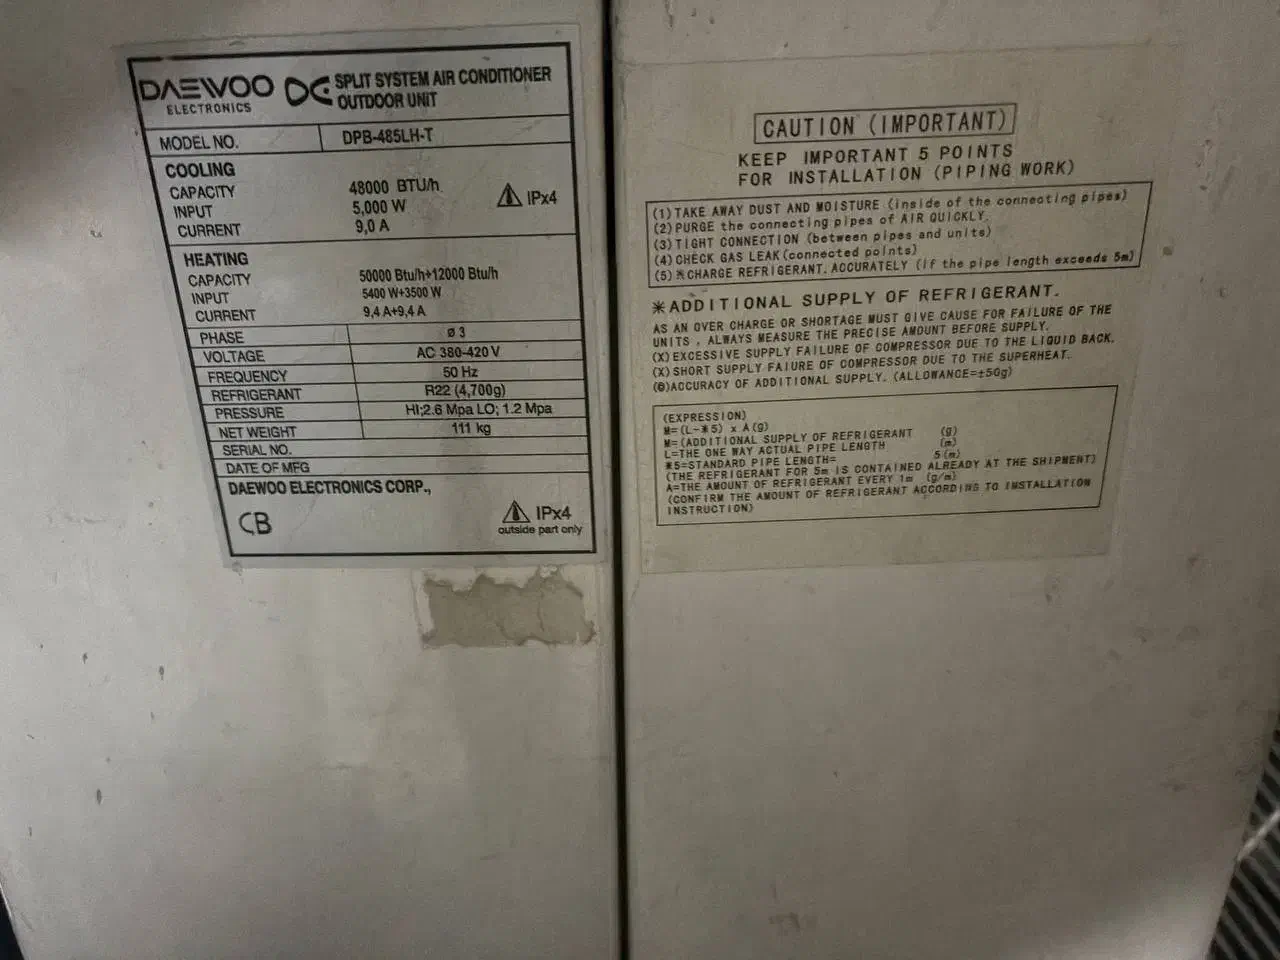 DAEWOO
ELECTRONICS
SPLIT SYSTEM AIR CONDITIONER
OUTDOOR UNIT
MODEL NO. DPB-485LH-T
COOLING
CAPACITY 48000 BTU/h
INPUT 5,000 W
CURRENT 9,0 A
IPx4
HEATING
CAPACITY 50000 Btu/h+12000 Btu/h
INPUT 5400 W+3500 W
CURRENT 9,4 A+9,4 A
PHASE ø 3
VOLTAGE AC 380-420 V
FREQUENCY 50 Hz
REFRIGERANT R22 (4,700g)
PRESSURE HI;2.6 Mpa LO; 1.2 Mpa
NET WEIGHT 111 kg
SERIAL NO.
DATE OF MFG
DAEWOO ELECTRONICS CORP.,
CB
IPx4
outside part only
CAUTION (IMPORTANT)
KEEP IMPORTANT 5 POINTS
FOR INSTALLATION (PIPING WORK)
(1) TAKE AWAY DUST AND MOISTURE (inside of the connecting pipes)
(2) PURGE the connecting pipes of AIR QUICKLY.
(3) TIGHT CONNECTION (between pipes and units)
(4) CHECK GAS LEAK (connected points)
(5) ※CHARGE REFRIGERANT. ACCURATELY (if the pipe length exceeds 5m)
※ADDITIONAL SUPPLY OF REFRIGERANT.
AS AN OVER CHARGE OR SHORTAGE MUST GIVE CAUSE FOR FAILURE OF THE
UNITS , ALWAYS MEASURE THE PRECISE AMOUNT BEFORE SUPPLY.
(X) EXCESSIVE SUPPLY FAILURE OF COMPRESSOR DUE TO THE LIQUID BACK.
(X) SHORT SUPPLY FAIURE OF COMPRESSOR DUE TO THE SUPERHEAT.
(⊙) ACCURACY OF ADDITIONAL SUPPLY. (ALLOWANCE=±50g)
(EXPRESSION)
M=(L-※5) x A(g)
M=(ADDITIONAL SUPPLY OF REFRIGERANT (g)
L=THE ONE WAY ACTUAL PIPE LENGTH (m)
※5=STANDARD PIPE LENGTH= 5(m)
(THE REFRIGERANT FOR 5m IS CONTAINED ALREADY AT THE SHIPMENT)
A=THE AMOUNT OF REFRIGERANT EVERY 1m (g/m)
(CONFIRM THE AMOUNT OF REFRIGERANT ACCORDING TO INSTALLATION
INSTRUCTION)